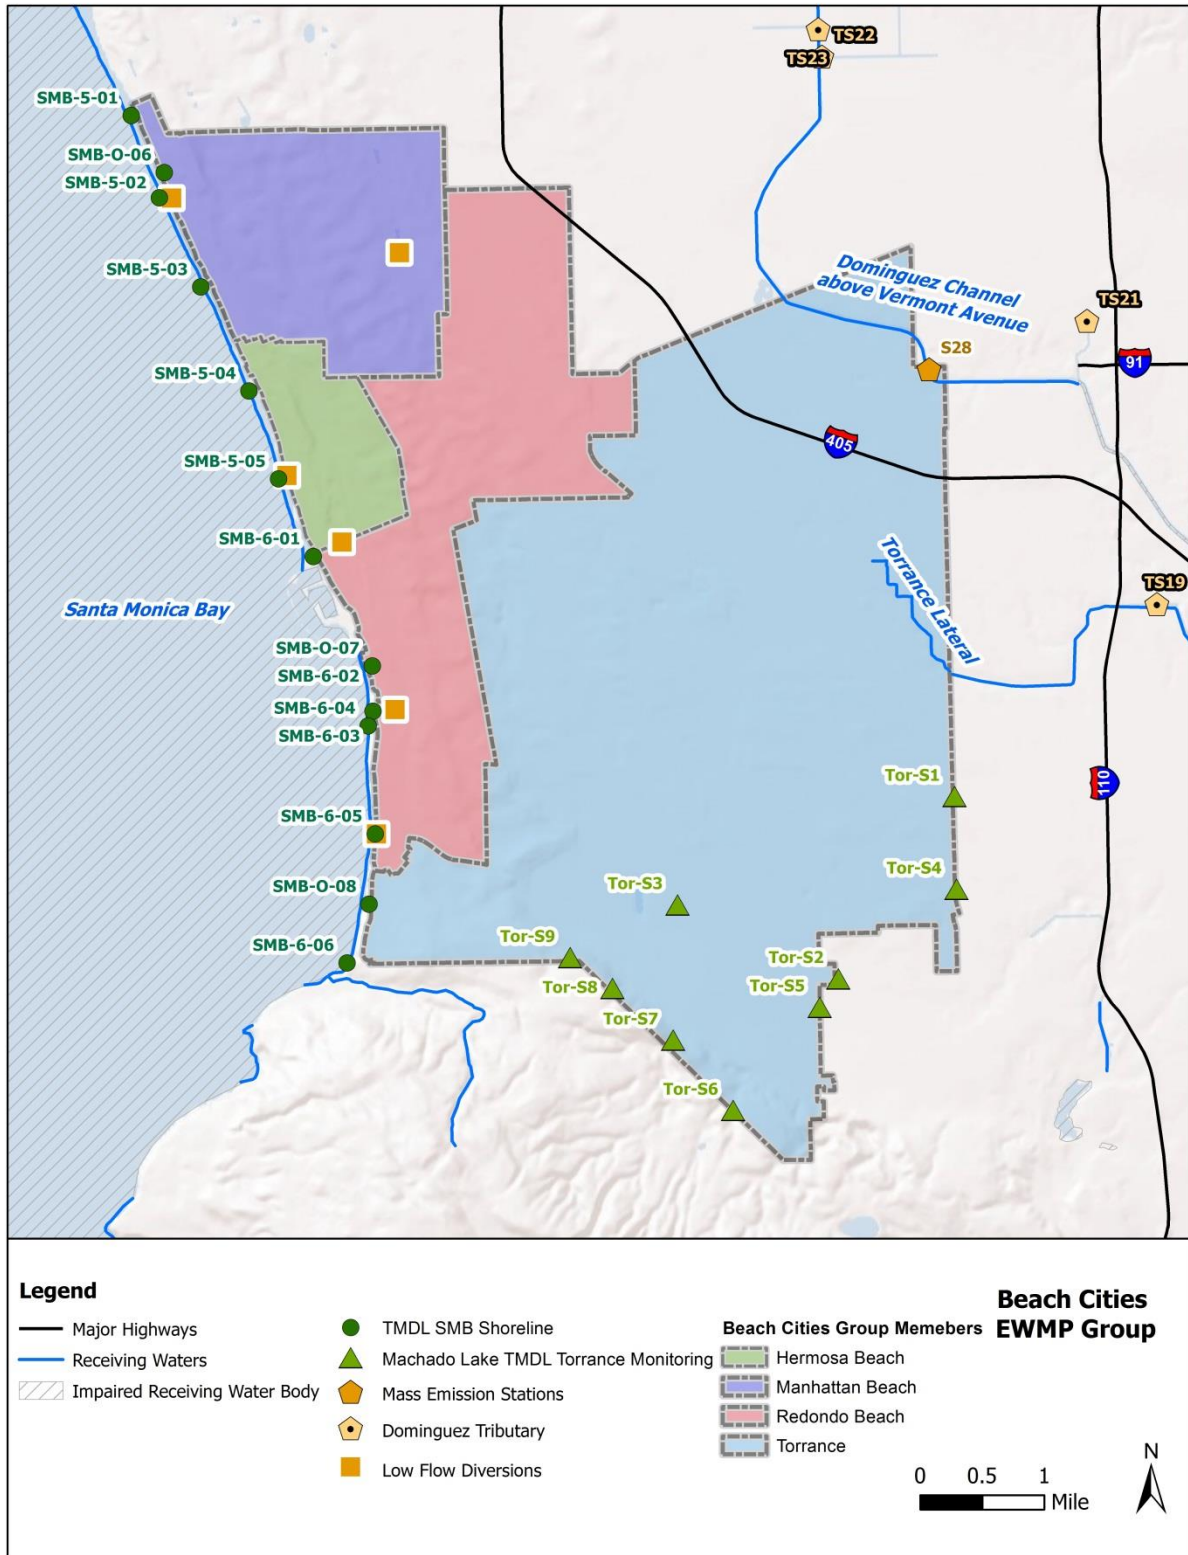 TS22
TS23
SMB-5-01
SMB-O-06
SMB-5-02
SMB-5-03
Dominguez Channel
above Vermont Avenue
TS21
S28
91
SMB-5-04
405
SMB-5-05
SMB-6-01
Torrance Lateral
TS19
Santa Monica Bay
SMB-O-07
SMB-6-02
SMB-6-04
SMB-6-03
Tor-S1
110
SMB-6-05
Tor-S4
Tor-S3
SMB-O-08
Tor-S9
SMB-6-06
Tor-S2
Tor-S8
Tor-S5
Tor-S7
Tor-S6
Legend
Major Highways
Receiving Waters
Impaired Receiving Water Body
TMDL SMB Shoreline
Machado Lake TMDL Torrance Monitoring
Mass Emission Stations
Dominguez Tributary
Low Flow Diversions
Beach Cities Group Memebers
Hermosa Beach
Manhattan Beach
Redondo Beach
Torrance
Beach Cities
EWMP Group
0 0.5 1
Mile
N